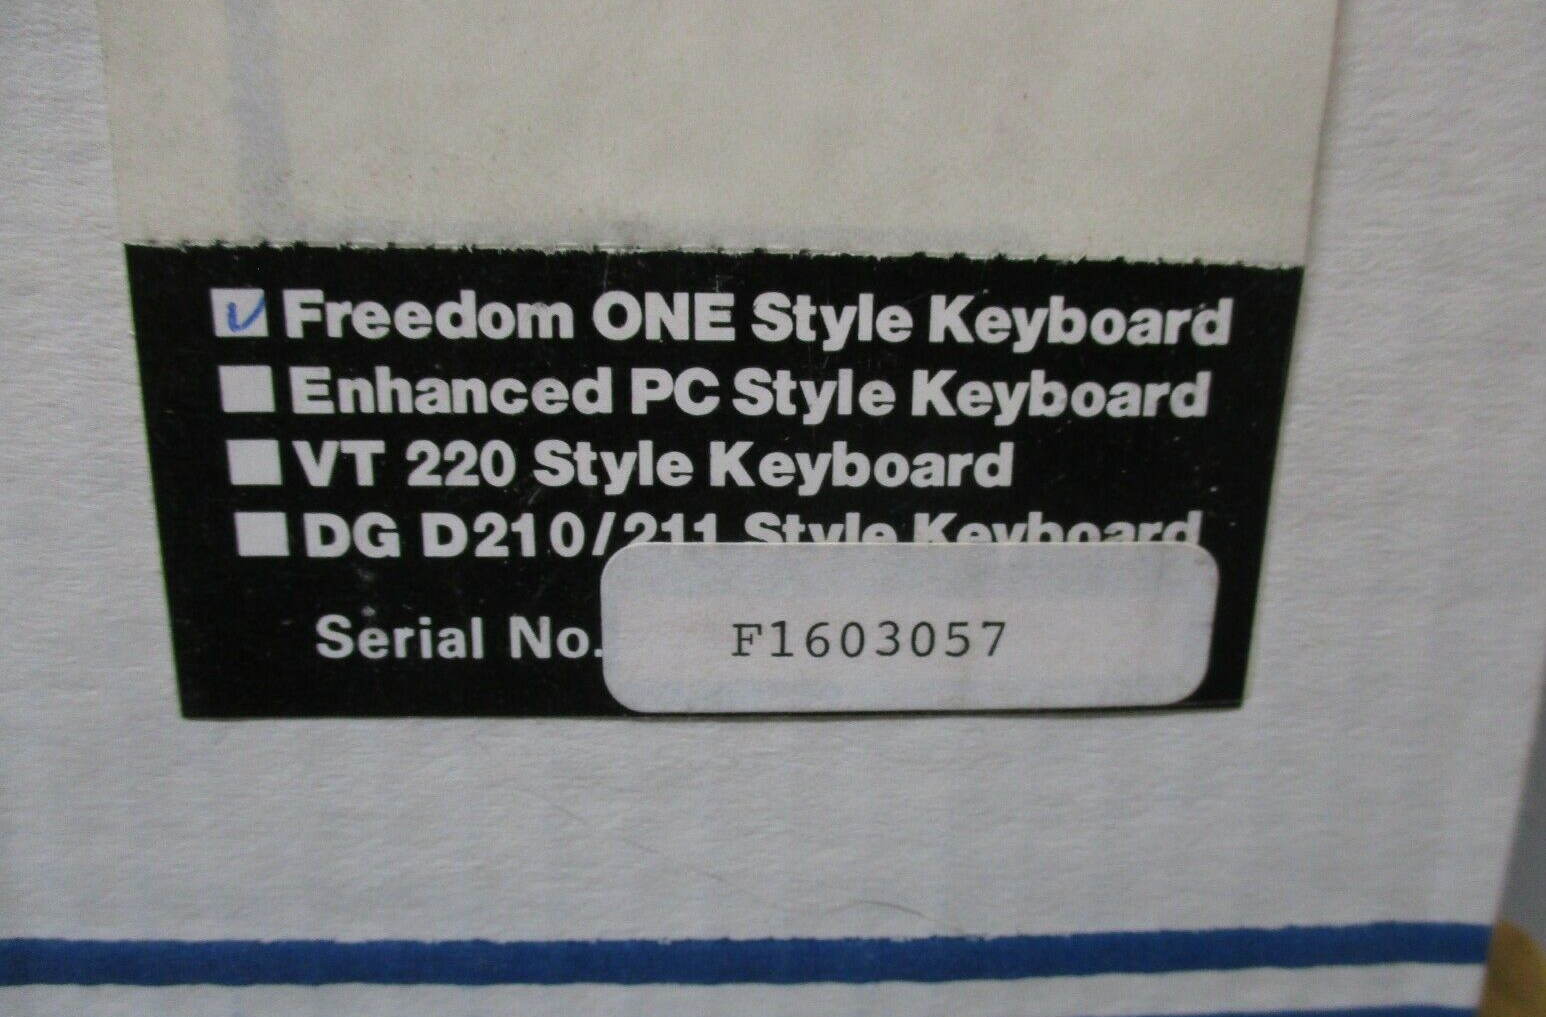 Freedom ONE Style Keyboard
Enhanced PC Style Keyboard
VT 220 Style Keyboard
DG D210/211 Style Keyboard
Serial No. F1603057